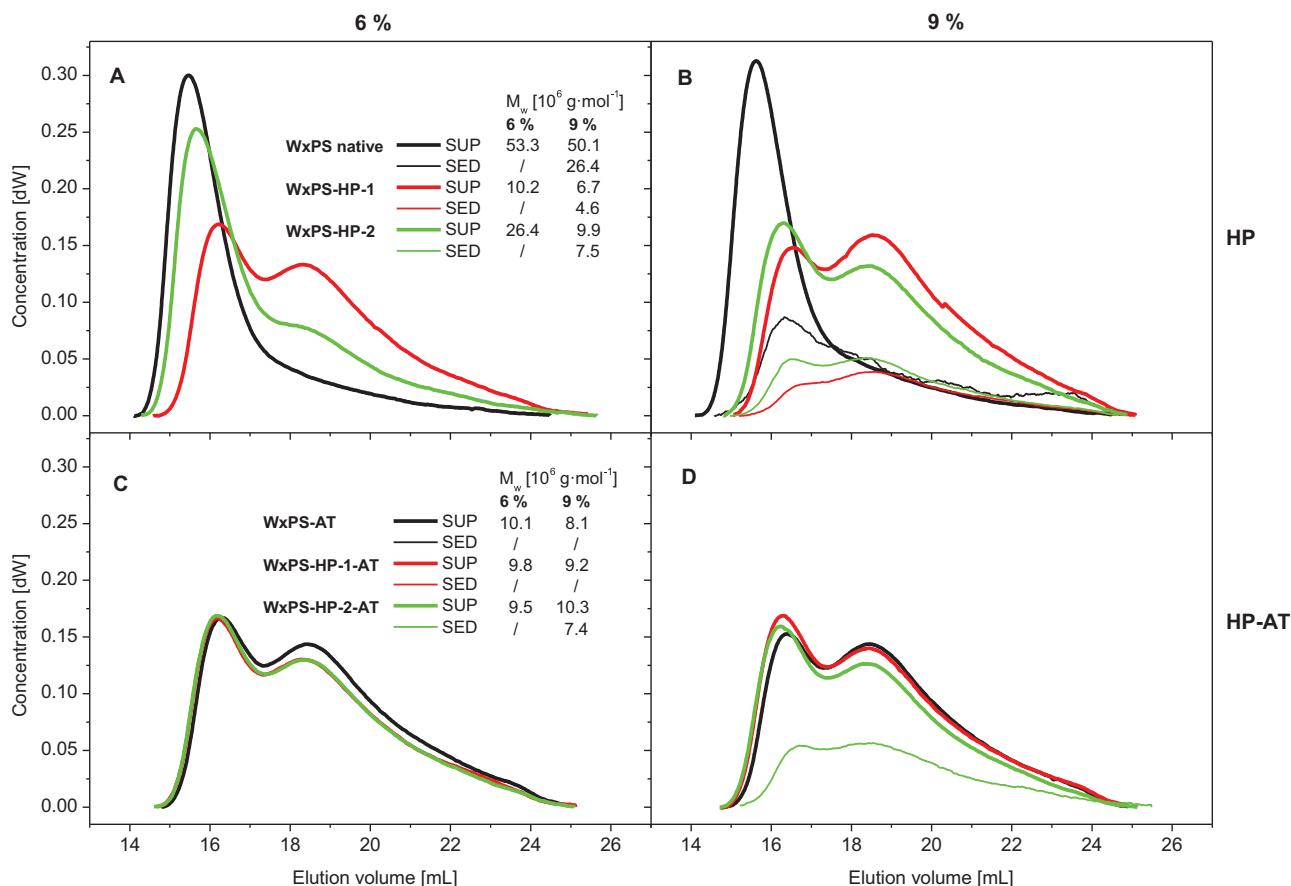 6 %
9 %
A
B
M_w [10^6 g·mol^-1]
6 % 9 %
WxPS native SUP 53.3 50.1
SED / 26.4
WxPS-HP-1 SUP 10.2 6.7
SED / 4.6
WxPS-HP-2 SUP 26.4 9.9
SED / 7.5
HP
Concentration [dW]
0.30
0.25
0.20
0.15
0.10
0.05
0.00
14 16 18 20 22 24 26
C
D
M_w [10^6 g·mol^-1]
6 % 9 %
WxPS-AT SUP 10.1 8.1
SED / /
WxPS-HP-1-AT SUP 9.8 9.2
SED / /
WxPS-HP-2-AT SUP 9.5 10.3
SED / 7.4
HP-AT
Concentration [dW]
0.30
0.25
0.20
0.15
0.10
0.05
0.00
14 16 18 20 22 24 26
14 16 18 20 22 24 26
Elution volume [mL]
Elution volume [mL]